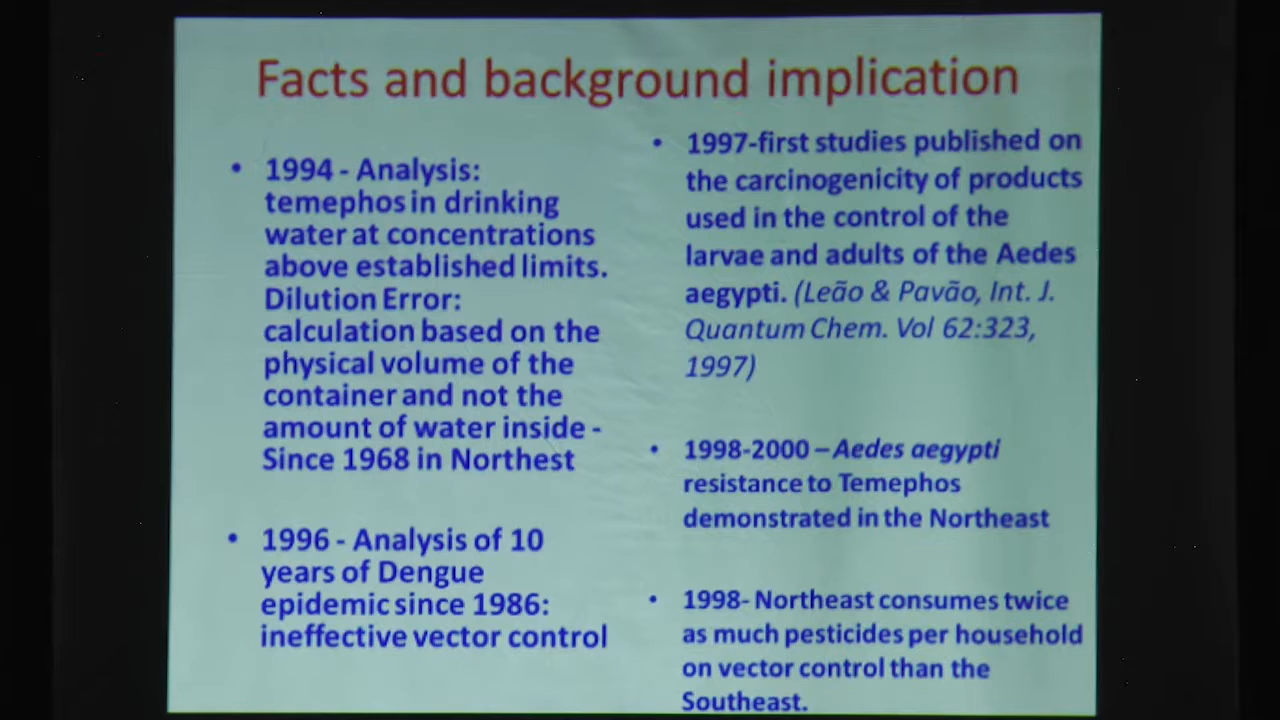 Facts and background implication
• 1994 - Analysis:
temephos in drinking
water at concentrations
above established limits.
Dilution Error:
calculation based on the
physical volume of the
container and not the
amount of water inside -
Since 1968 in Northest
• 1996 - Analysis of 10
years of Dengue
epidemic since 1986:
ineffective vector control
• 1997-first studies published on
the carcinogenicity of products
used in the control of the
larvae and adults of the Aedes
aegypti. (Leão & Pavão, Int. J.
Quantum Chem. Vol 62:323,
1997)
• 1998-2000 – Aedes aegypti
resistance to Temephos
demonstrated in the Northeast
• 1998- Northeast consumes twice
as much pesticides per household
on vector control than the
Southeast.